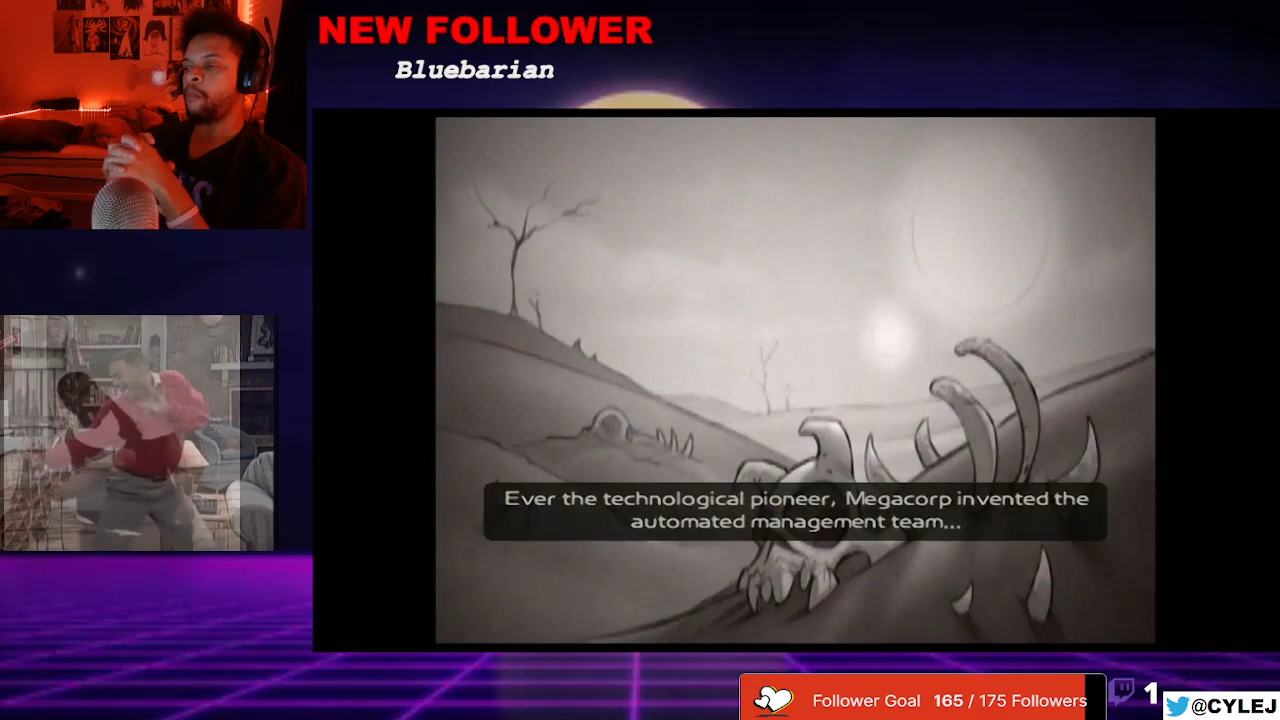 NEW FOLLOWER
Bluebarian
Ever the technological pioneer, Megacorp invented the
automated management team...
Follower Goal 165 / 175 Followers
1
@CYLEJ